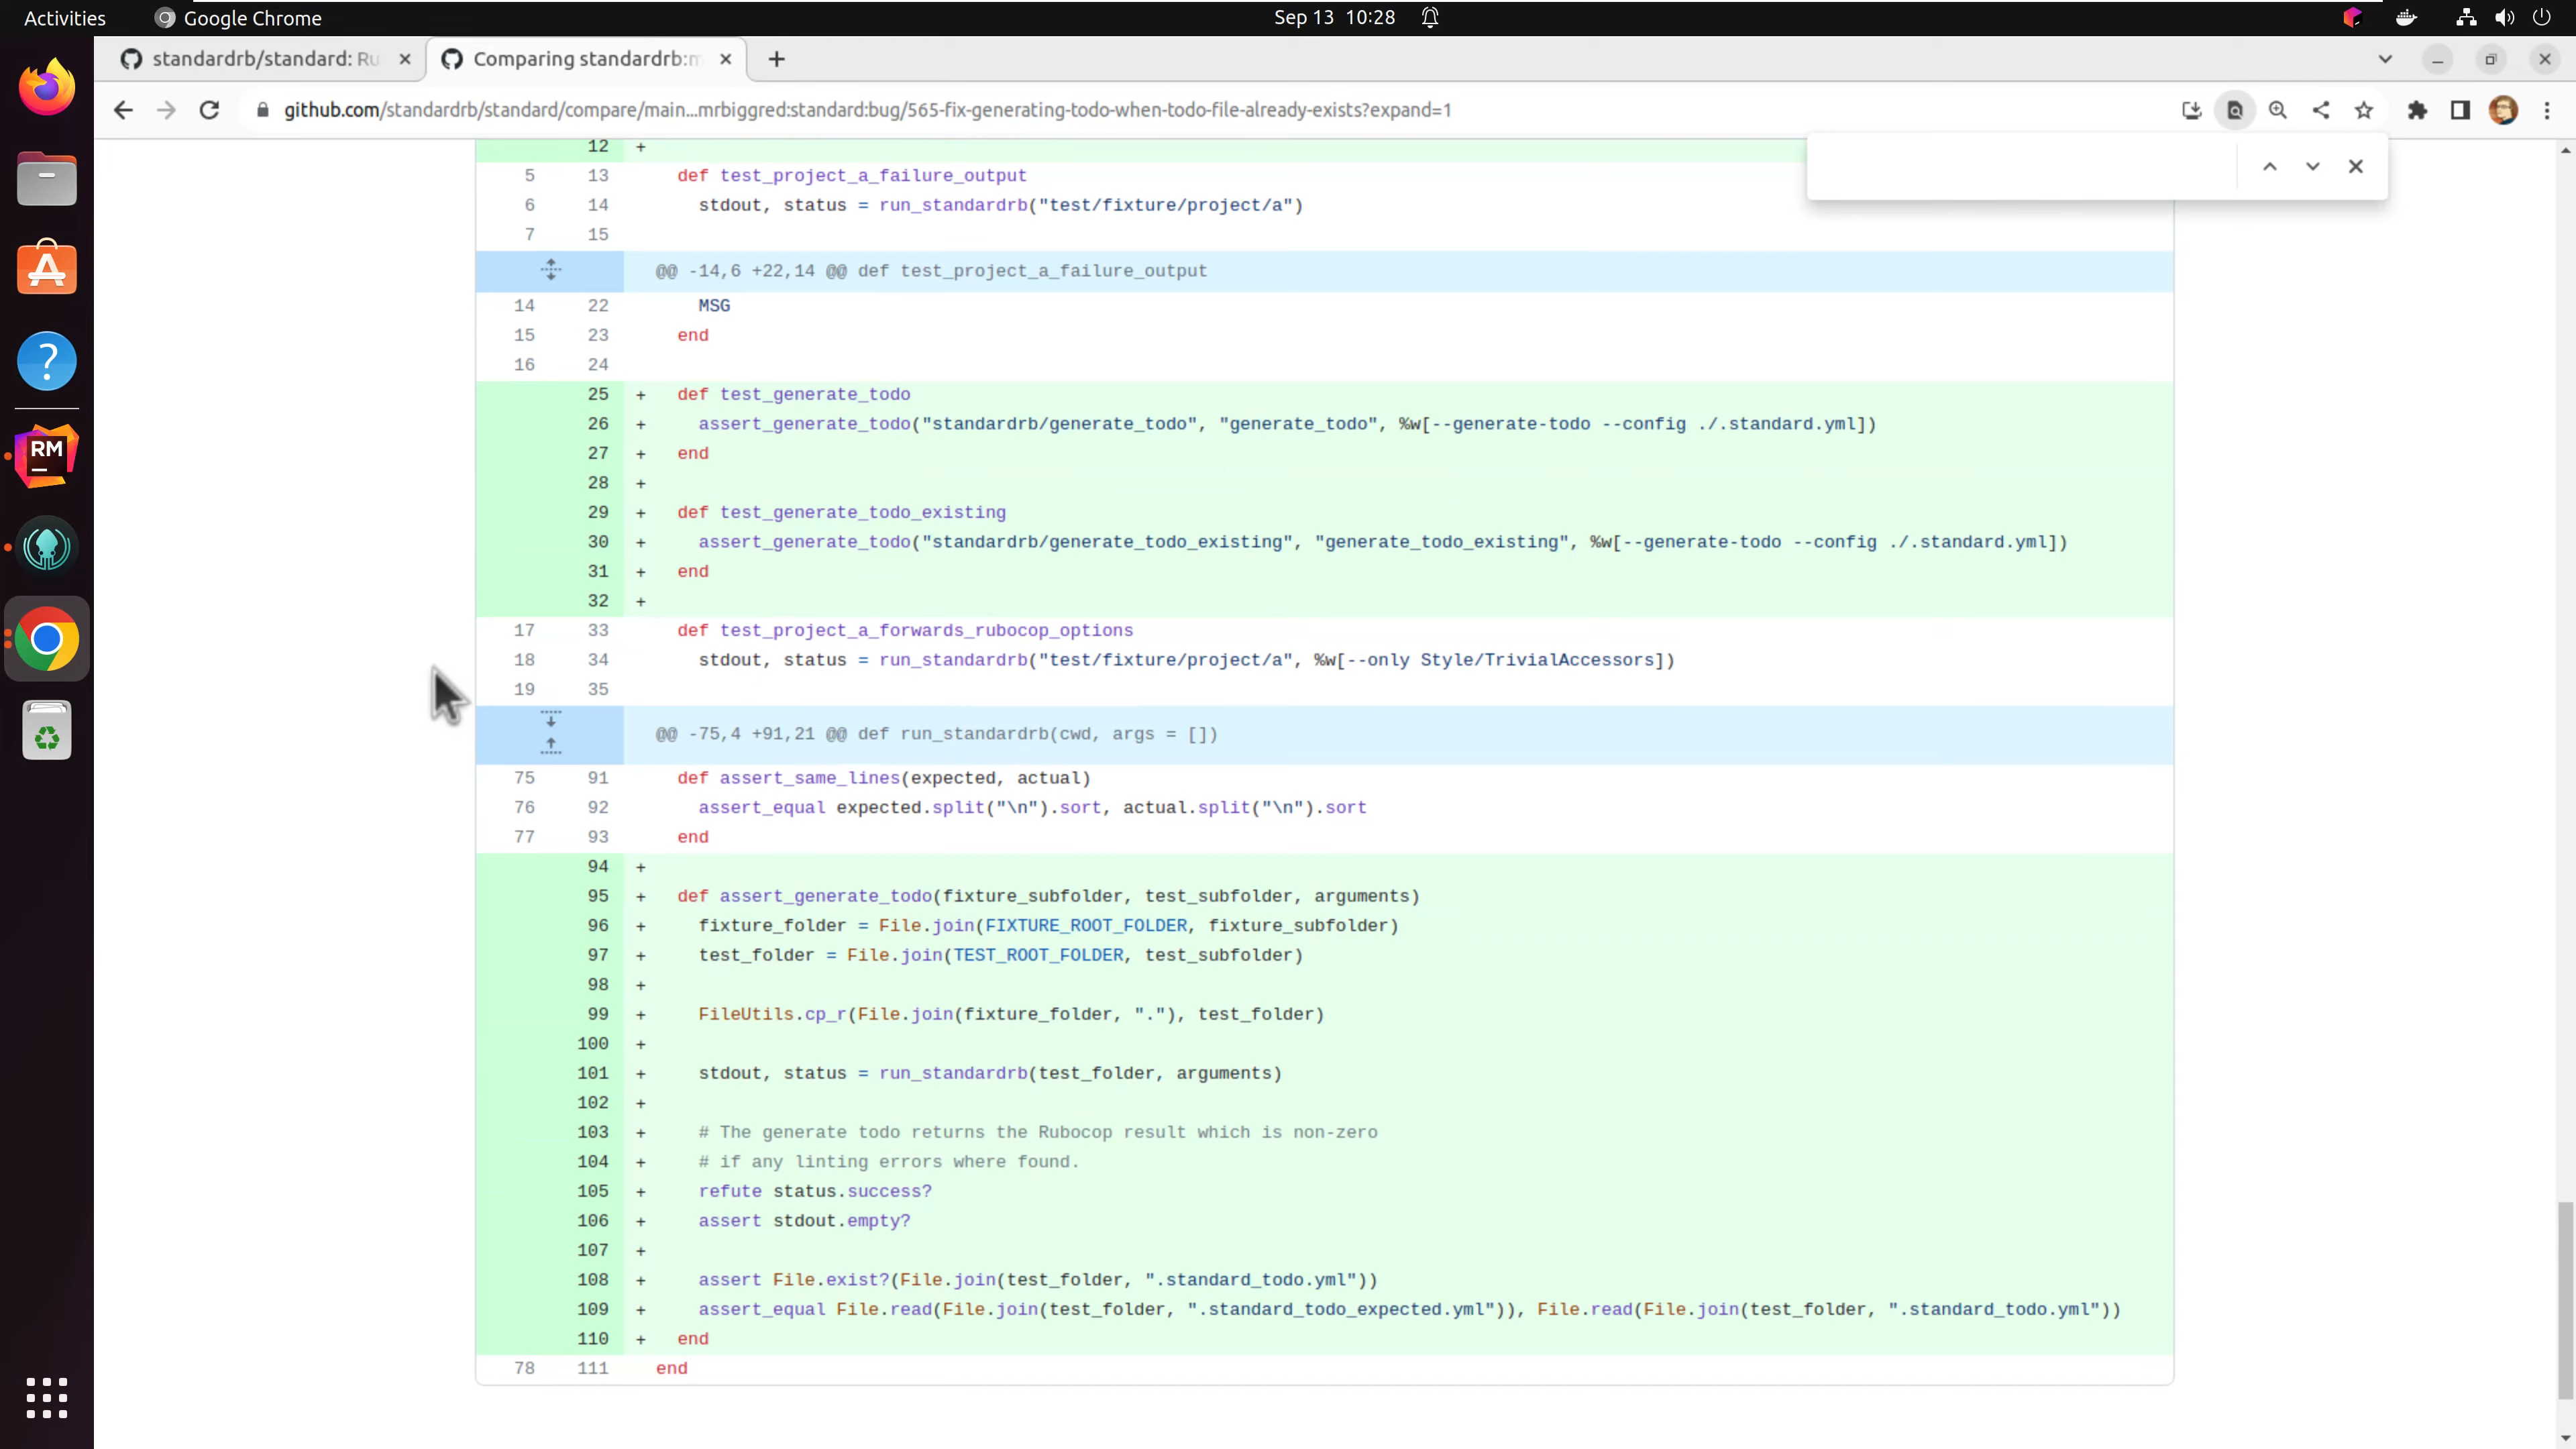 Activities Google Chrome Sep 13 10:28
standardrb/standard: Ru Comparing standardrb:m
github.com/standardrb/standard/compare/main...mrbiggred:standard:bug/565-fix-generating-todo-when-todo-file-already-exists?expand=1
12 +
5 13 def test_project_a_failure_output
6 14 stdout, status = run_standardrb("test/fixture/project/a")
7 15
@@ -14,6 +22,14 @@ def test_project_a_failure_output
14 22 MSG
15 23 end
16 24
25 + def test_generate_todo
26 + assert_generate_todo("standardrb/generate_todo", "generate_todo", %w[--generate-todo --config ./.standard.yml])
27 + end
28 +
29 + def test_generate_todo_existing
30 + assert_generate_todo("standardrb/generate_todo_existing", "generate_todo_existing", %w[--generate-todo --config ./.standard.yml])
31 + end
32 +
17 33 def test_project_a_forwards_rubocop_options
18 34 stdout, status = run_standardrb("test/fixture/project/a", %w[--only Style/TrivialAccessors])
19 35
@@ -75,4 +91,21 @@ def run_standardrb(cwd, args = [])
75 91 def assert_same_lines(expected, actual)
76 92 assert_equal expected.split("\n").sort, actual.split("\n").sort
77 93 end
94 +
95 + def assert_generate_todo(fixture_subfolder, test_subfolder, arguments)
96 + fixture_folder = File.join(FIXTURE_ROOT_FOLDER, fixture_subfolder)
97 + test_folder = File.join(TEST_ROOT_FOLDER, test_subfolder)
98 +
99 + FileUtils.cp_r(File.join(fixture_folder, "."), test_folder)
100 +
101 + stdout, status = run_standardrb(test_folder, arguments)
102 +
103 + # The generate todo returns the Rubocop result which is non-zero
104 + # if any linting errors where found.
105 + refute status.success?
106 + assert stdout.empty?
107 +
108 + assert File.exist?(File.join(test_folder, ".standard_todo.yml"))
109 + assert_equal File.read(File.join(test_folder, ".standard_todo_expected.yml")), File.read(File.join(test_folder, ".standard_todo.yml"))
110 + end
78 111 end
RM